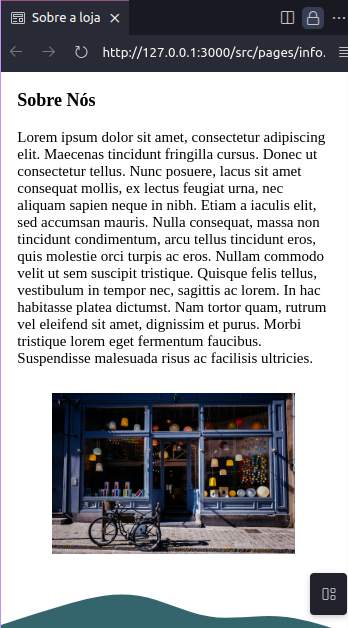 Sobre a loja
http://127.0.0.1:3000/src/pages/info.
Sobre Nós
Lorem ipsum dolor sit amet, consectetur adipiscing
elit. Maecenas tincidunt fringilla cursus. Donec ut
consectetur tellus. Nunc posuere, lacus sit amet
consequat mollis, ex lectus feugiat urna, nec
aliquam sapien neque in nibh. Etiam a iaculis elit,
sed accumsan mauris. Nulla consequat, massa non
tincidunt condimentum, arcu tellus tincidunt eros,
quis molestie orci turpis ac eros. Nullam commodo
velit ut sem suscipit tristique. Quisque felis tellus,
vestibulum in tempor nec, sagittis ac lorem. In hac
habitasse platea dictumst. Nam tortor quam, rutrum
vel eleifend sit amet, dignissim et purus. Morbi
tristique lorem eget fermentum faucibus.
Suspendisse malesuada risus ac facilisis ultricies.